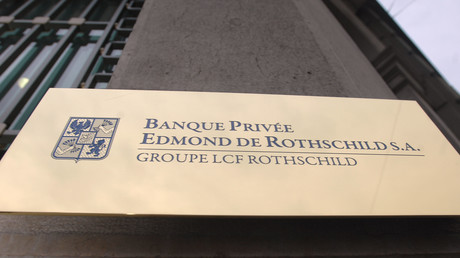 BANQUE PRIVÉE
EDMOND DE ROTHSCHILD S.A.
GROUPE LCF ROTHSCHILD